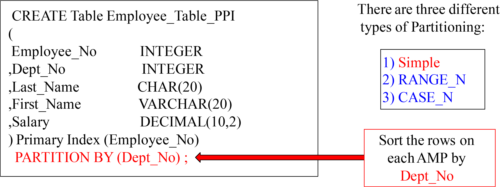 CREATE Table Employee_Table_PPI
(
Employee_No INTEGER
,Dept_No INTEGER
,Last_Name CHAR(20)
,First_Name VARCHAR(20)
,Salary DECIMAL(10,2)
) Primary Index (Employee_No)
PARTITION BY (Dept_No) ;
There are three different
types of Partitioning:
1) Simple
2) RANGE_N
3) CASE_N
Sort the rows on
each AMP by
Dept_No